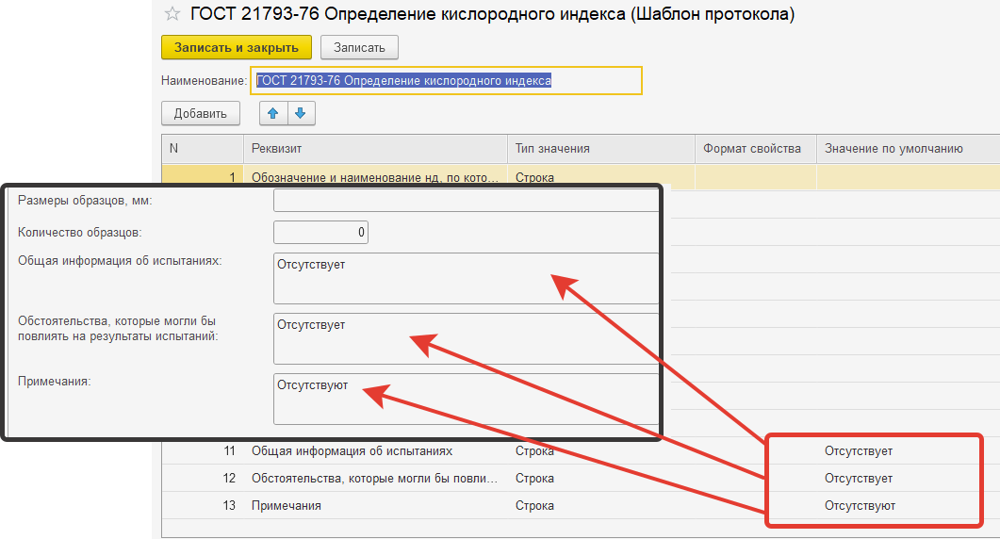 ГОСТ 21793-76 Определение кислородного индекса (Шаблон протокола)
Записать и закрыть Записать
Наименование: ГОСТ 21793-76 Определение кислородного индекса
Добавить
N Реквизит Тип значения Формат свойства Значение по умолчанию
1 Обозначение и наименование нд, по кото... Строка
Размеры образцов, мм:
Количество образцов: 0
Общая информация об испытаниях: Отсутствует
Обстоятельства, которые могли бы
повлиять на результаты испытаний:
Отсутствует
Примечания: Отсутствуют
11 Общая информация об испытаниях Строка Отсутствует
12 Обстоятельства, которые могли бы повли... Строка Отсутствует
13 Примечания Строка Отсутствуют